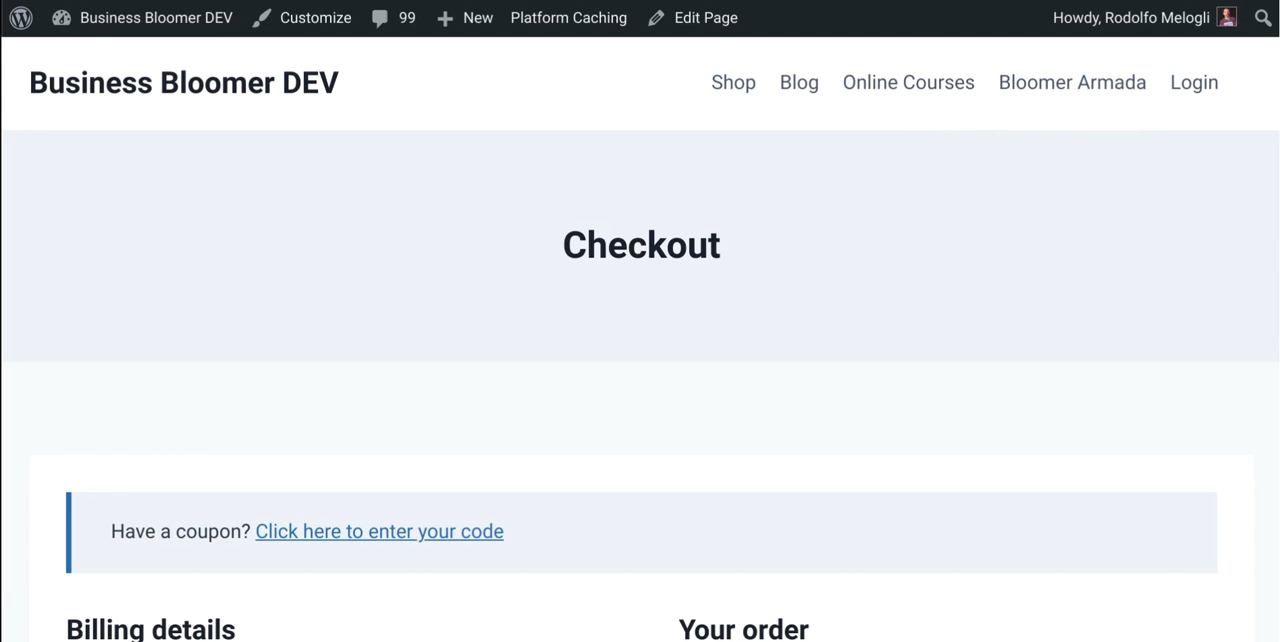 Business Bloomer DEV Customize 99 New Platform Caching Edit Page Howdy, Rodolfo Melogli
Business Bloomer DEV Shop Blog Online Courses Bloomer Armada Login
Checkout
Have a coupon? Click here to enter your code
Billing details Your order